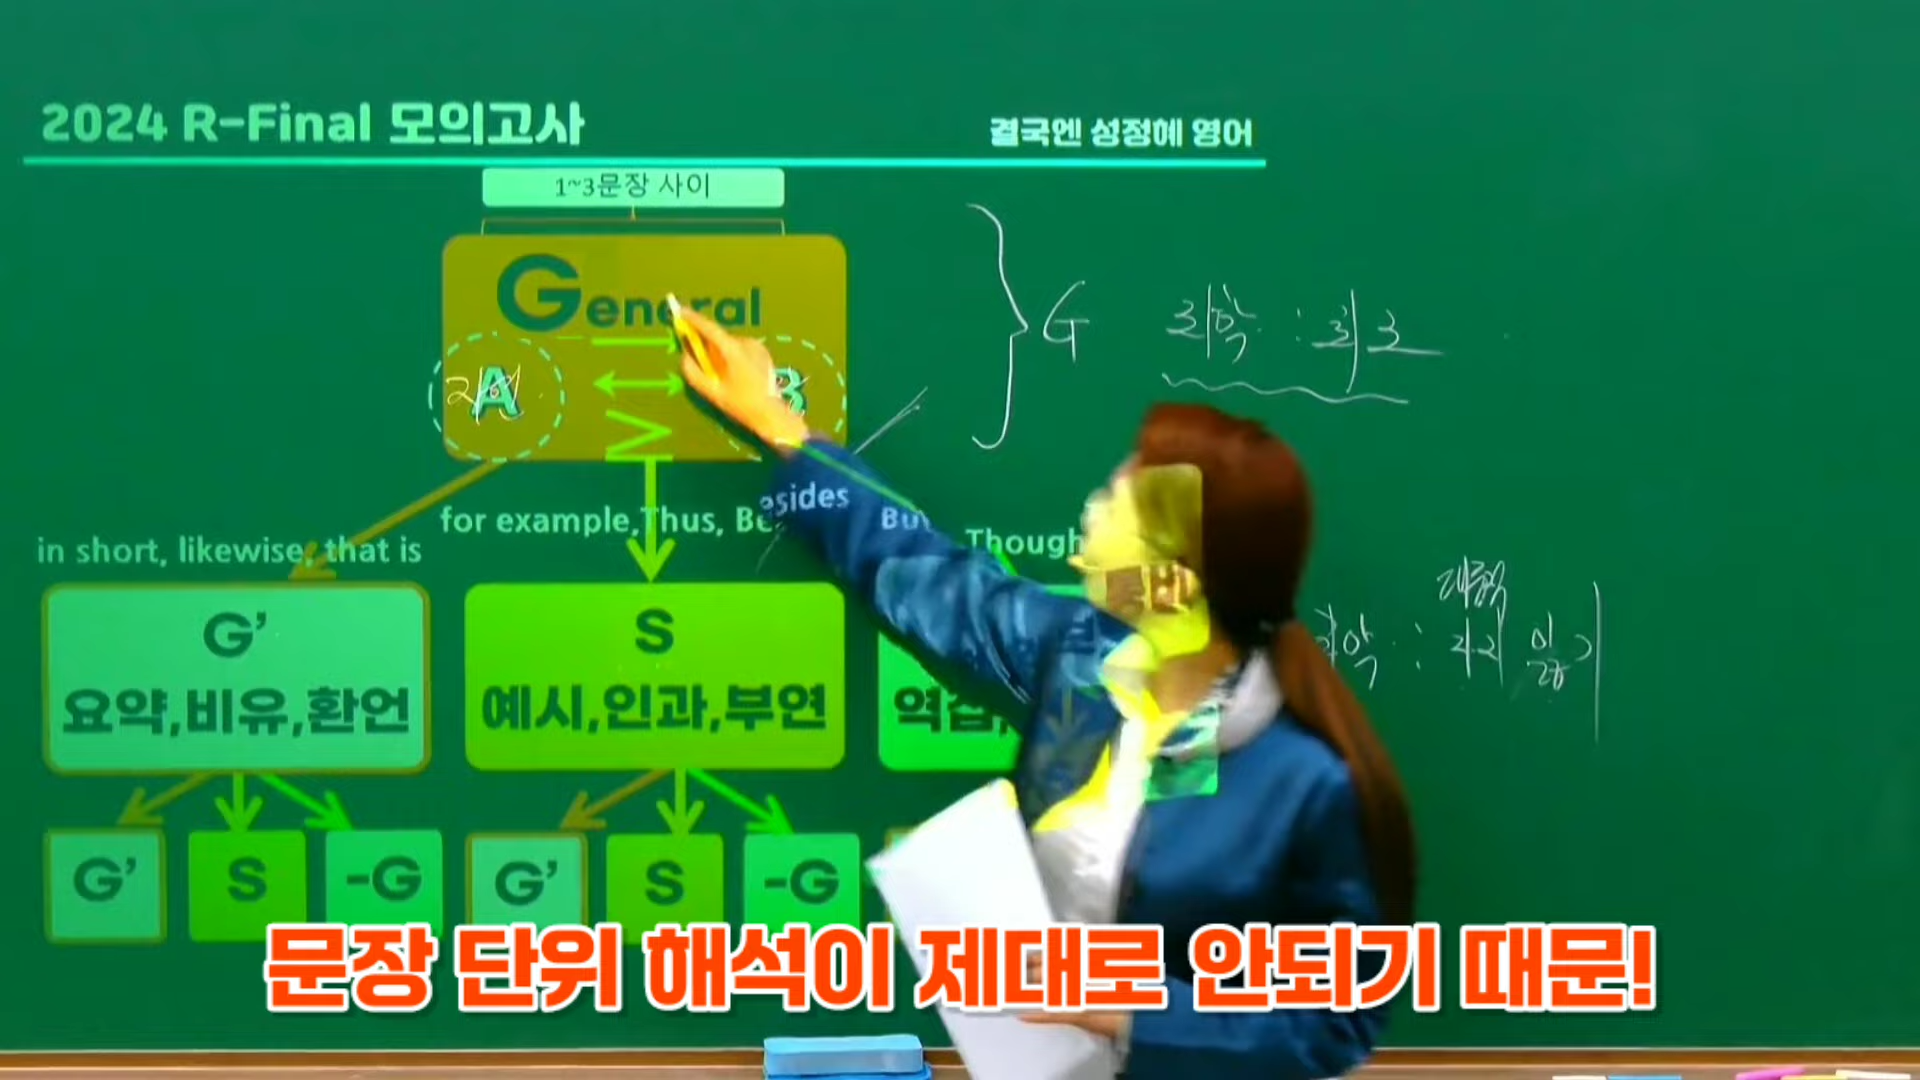 2024 R-Final 모의고사
결국엔 성정혜 영어
1~3문장 사이
General
G
과학 :
A
B
for example, Thus, Besides
But
Though
in short, likewise, that is
G’
요약,비유,환언
S
예시,인과,부연
G’
S
-G
G’
S
-G
문장 단위 해석이 제대로 안되기 때문!